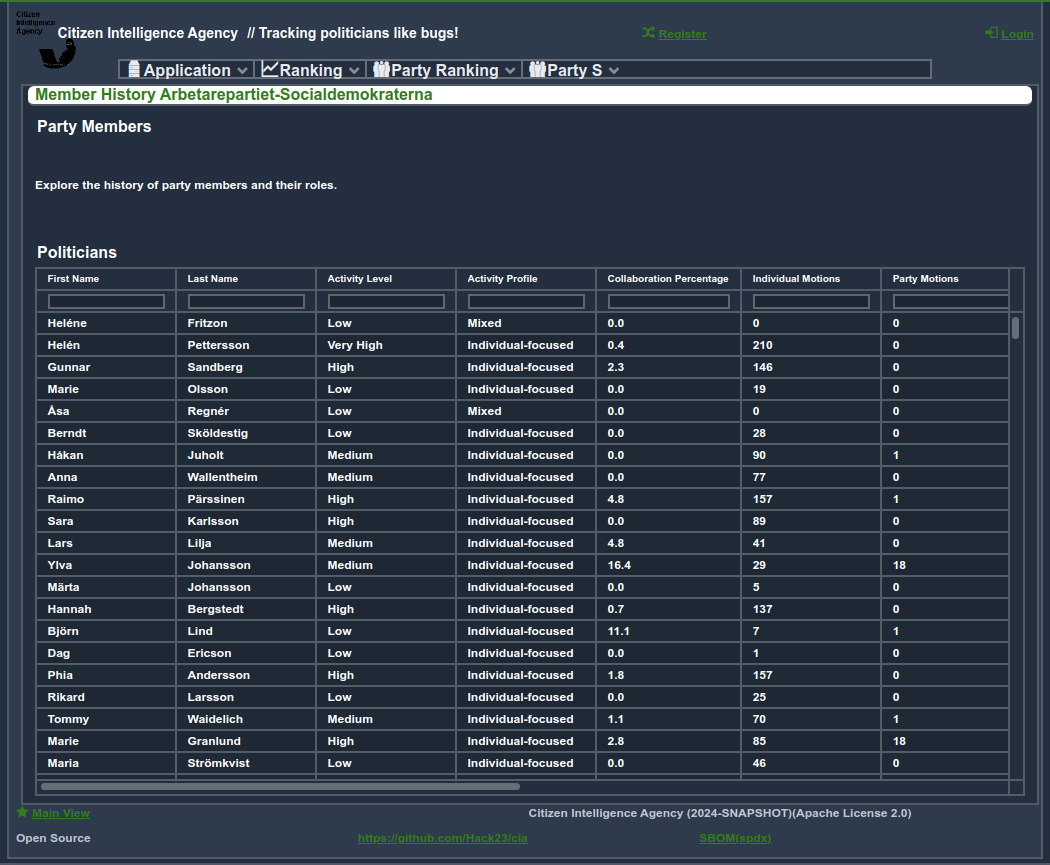 Citizen
Intelligence
Agency
Citizen Intelligence Agency // Tracking politicians like bugs!
Register
Login
Application Ranking Party Ranking Party S
Member History Arbetarepartiet-Socialdemokraterna
Party Members
Explore the history of party members and their roles.
Politicians
First Name Last Name Activity Level Activity Profile Collaboration Percentage Individual Motions Party Motions
Heléne Fritzon Low Mixed 0.0 0 0
Helén Pettersson Very High Individual-focused 0.4 210 0
Gunnar Sandberg High Individual-focused 2.3 146 0
Marie Olsson Low Individual-focused 0.0 19 0
Åsa Regnér Low Mixed 0.0 0 0
Berndt Sköldestig Low Individual-focused 0.0 28 0
Håkan Juholt Medium Individual-focused 0.0 90 1
Anna Wallentheim Medium Individual-focused 0.0 77 0
Raimo Pärssinen High Individual-focused 4.8 157 1
Sara Karlsson High Individual-focused 0.0 89 0
Lars Lilja Medium Individual-focused 4.8 41 0
Ylva Johansson Medium Individual-focused 16.4 29 18
Märta Johansson Low Individual-focused 0.0 5 0
Hannah Bergstedt High Individual-focused 0.7 137 0
Björn Lind Low Individual-focused 11.1 7 1
Dag Ericson Low Individual-focused 0.0 1 0
Phia Andersson High Individual-focused 1.8 157 0
Rikard Larsson Low Individual-focused 0.0 25 0
Tommy Waidelich Medium Individual-focused 1.1 70 1
Marie Granlund High Individual-focused 2.8 85 18
Maria Strömkvist Low Individual-focused 0.0 46 0
Main View Citizen Intelligence Agency (2024-SNAPSHOT)(Apache License 2.0)
Open Source https://github.com/Hack23/cia SBOM(spdx)